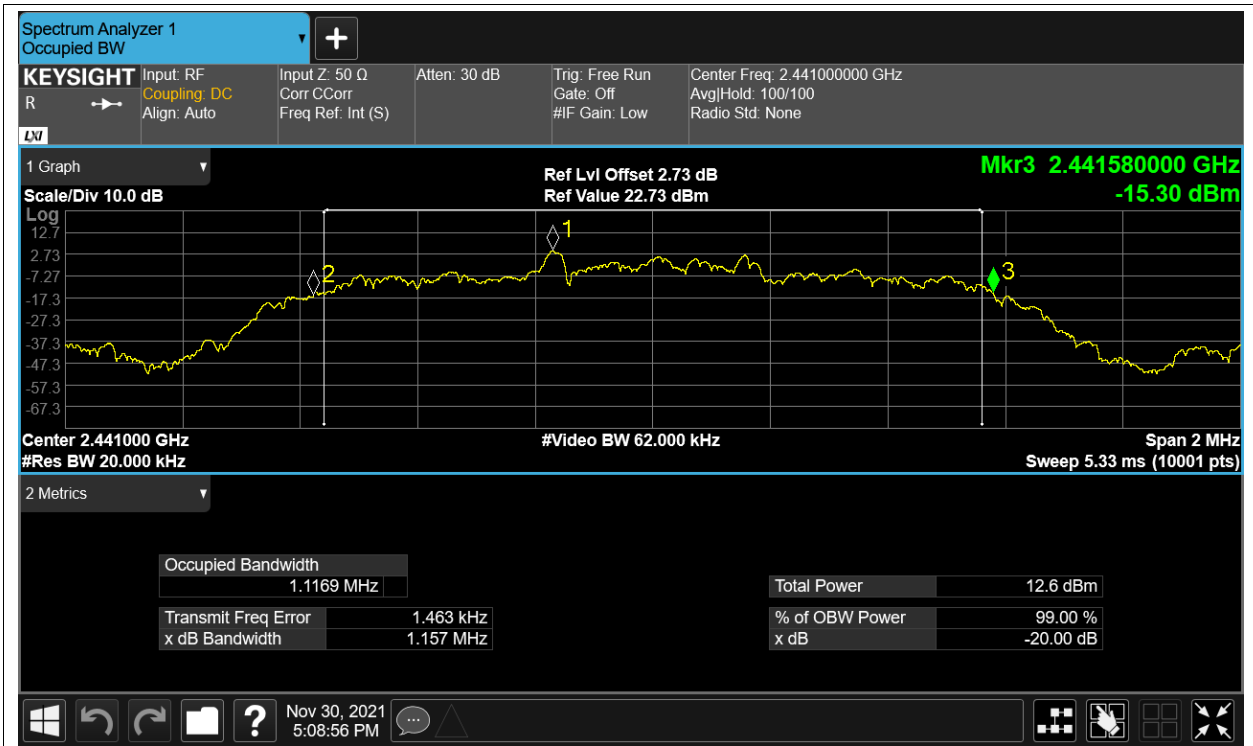 Spectrum Analyzer 1
Occupied BW
KEYSIGHT
R
LXI
Input: RF
Coupling: DC
Align: Auto
Input Z: 50 Ω
Corr CCorr
Freq Ref: Int (S)
Atten: 30 dB
Trig: Free Run
Gate: Off
#IF Gain: Low
Center Freq: 2.441000000 GHz
Avg|Hold: 100/100
Radio Std: None
1 Graph
Scale/Div 10.0 dB
Ref Lvl Offset 2.73 dB
Ref Value 22.73 dBm
Mkr3 2.441580000 GHz
-15.30 dBm
Log
12.7
2.73
-7.27
-17.3
-27.3
-37.3
-47.3
-57.3
-67.3
1
2
3
Center 2.441000 GHz
#Res BW 20.000 kHz
#Video BW 62.000 kHz
Span 2 MHz
Sweep 5.33 ms (10001 pts)
2 Metrics
Occupied Bandwidth
1.1169 MHz
Transmit Freq Error 1.463 kHz
x dB Bandwidth 1.157 MHz
Total Power 12.6 dBm
% of OBW Power 99.00 %
x dB -20.00 dB
?
Nov 30, 2021
5:08:56 PM